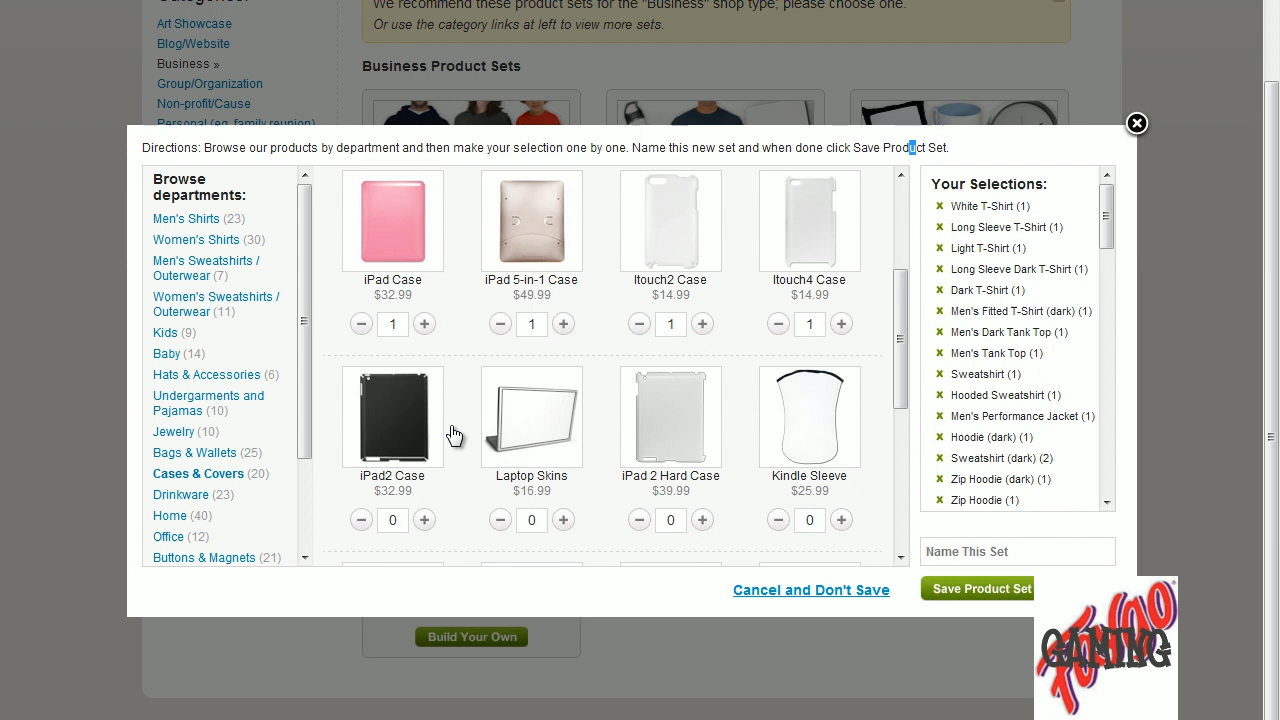 We recommend these product sets for the "Business" shop type; please choose one.
Or use the category links at left to view more sets.
Art Showcase
Blog/Website
Business »
Group/Organization
Non-profit/Cause
Personal (eg. family reunion)
Business Product Sets
Directions: Browse our products by department and then make your selection one by one. Name this new set and when done click Save Product Set.
Browse
departments:
Men's Shirts (23)
Women's Shirts (30)
Men's Sweatshirts /
Outerwear (7)
Women's Sweatshirts /
Outerwear (11)
Kids (9)
Baby (14)
Hats & Accessories (6)
Undergarments and
Pajamas (10)
Jewelry (10)
Bags & Wallets (25)
Cases & Covers (20)
Drinkware (23)
Home (40)
Office (12)
Buttons & Magnets (21)
iPad Case
$32.99
1
iPad 5-in-1 Case
$49.99
1
Itouch2 Case
$14.99
1
Itouch4 Case
$14.99
1
iPad2 Case
$32.99
0
Laptop Skins
$16.99
0
iPad 2 Hard Case
$39.99
0
Kindle Sleeve
$25.99
0
Your Selections:
x White T-Shirt (1)
x Long Sleeve T-Shirt (1)
x Light T-Shirt (1)
x Long Sleeve Dark T-Shirt (1)
x Dark T-Shirt (1)
x Men's Fitted T-Shirt (dark) (1)
x Men's Dark Tank Top (1)
x Men's Tank Top (1)
x Sweatshirt (1)
x Hooded Sweatshirt (1)
x Men's Performance Jacket (1)
x Hoodie (dark) (1)
x Sweatshirt (dark) (2)
x Zip Hoodie (dark) (1)
x Zip Hoodie (1)
Name This Set
Cancel and Don't Save
Save Product Set
Build Your Own
GAMING